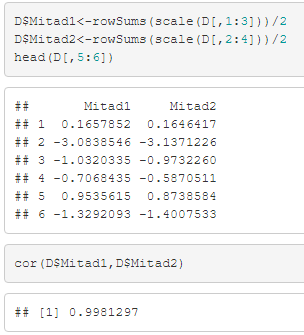 D$Mitad1<-rowSums(scale(D[,1:3]))/2
D$Mitad2<-rowSums(scale(D[,2:4]))/2
head(D[,5:6])
##       Mitad1     Mitad2
## 1  0.1657852  0.1646417
## 2 -3.0838546 -3.1371226
## 3 -1.0320335 -0.9732260
## 4 -0.7068435 -0.5870511
## 5  0.9535615  0.8738584
## 6 -1.3292093 -1.4007533
cor(D$Mitad1,D$Mitad2)
## [1] 0.9981297